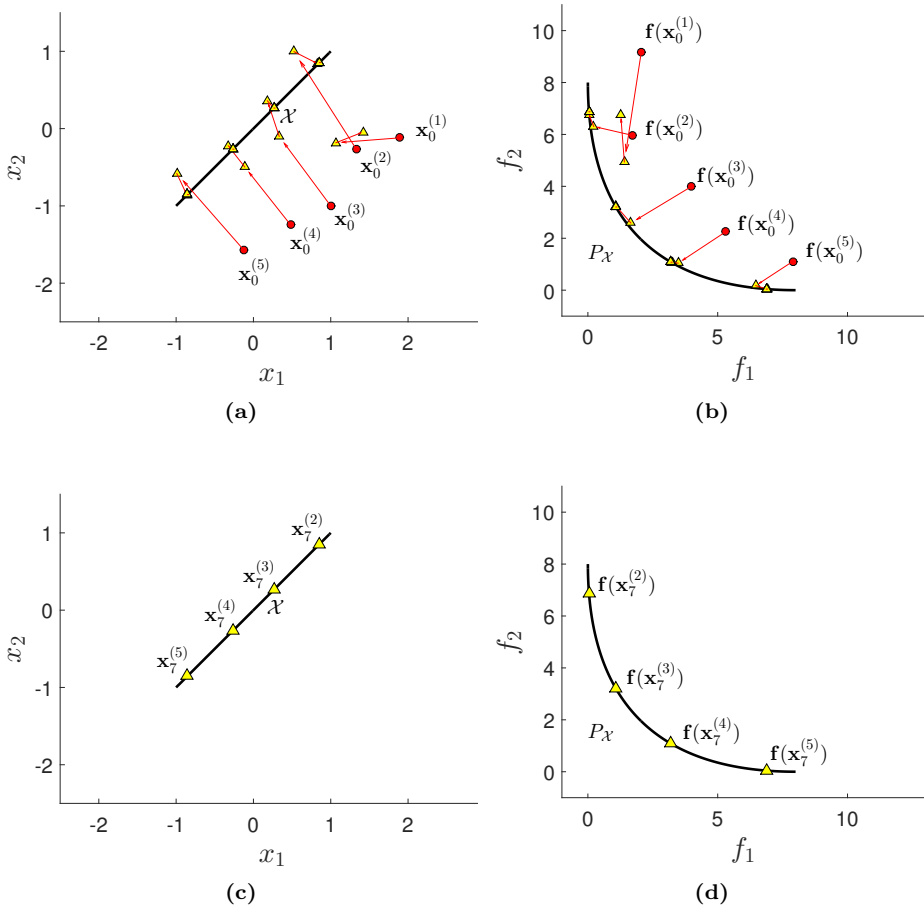 1
0
-1
-2
x₂
-2
-1
0
1
2
x₁
𝒳
x₀⁽¹⁾
x₀⁽²⁾
x₀⁽³⁾
x₀⁽⁴⁾
x₀⁽⁵⁾
(a)
10
8
6
4
2
0
f₂
0
5
10
f₁
f(x₀⁽¹⁾)
f(x₀⁽²⁾)
f(x₀⁽³⁾)
f(x₀⁽⁴⁾)
f(x₀⁽⁵⁾)
P_𝒳
(b)
1
0
-1
-2
x₂
-2
-1
0
1
2
x₁
x₇⁽²⁾
x₇⁽³⁾
𝒳
x₇⁽⁴⁾
x₇⁽⁵⁾
(c)
10
8
6
4
2
0
f₂
0
5
10
f₁
f(x₇⁽²⁾)
f(x₇⁽³⁾)
P_𝒳
f(x₇⁽⁴⁾)
f(x₇⁽⁵⁾)
(d)